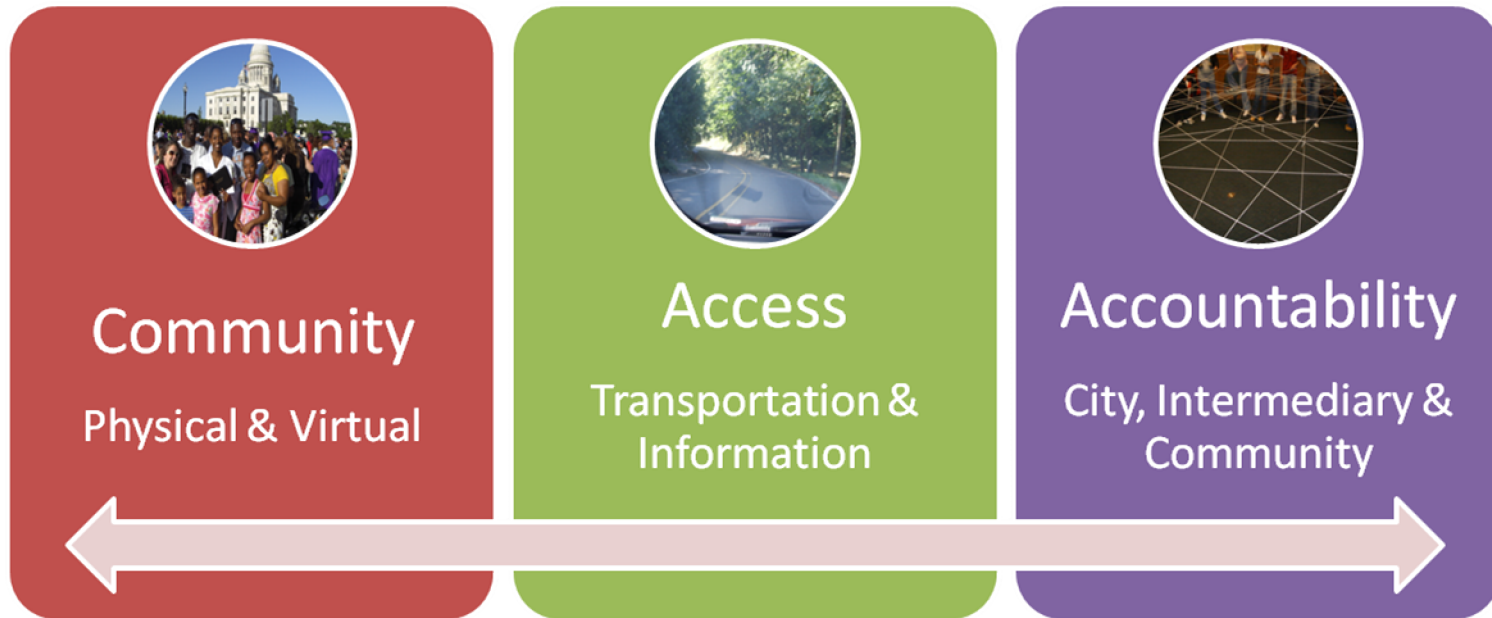 Community
Physical & Virtual
Access
Transportation &
Information
Accountability
City, Intermediary &
Community